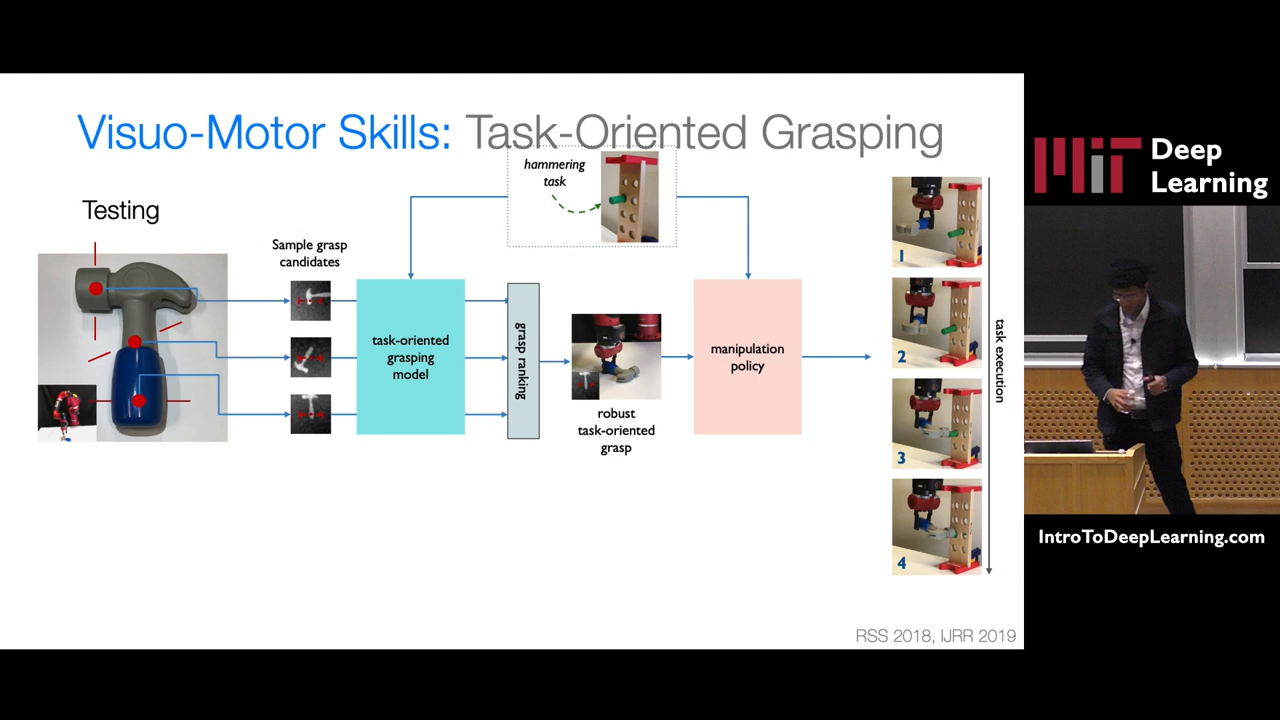 Visuo-Motor Skills: Task-Oriented Grasping
hammering
task
Testing
Sample grasp
candidates
task-oriented
grasping
model
grasp ranking
robust
task-oriented
grasp
manipulation
policy
1
2
3
4
task execution
RSS 2018, IJRR 2019
MIT
Deep
Learning
IntroToDeepLearning.com